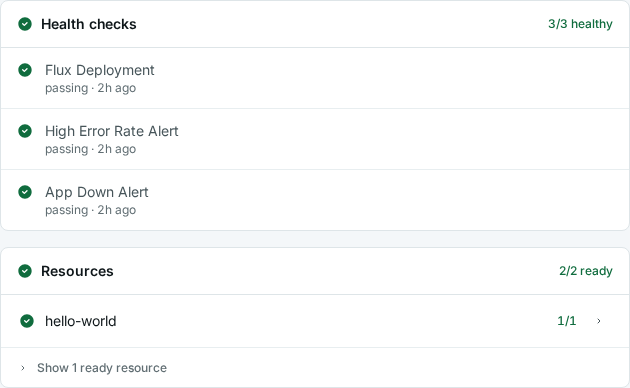 Health checks
3/3 healthy
Flux Deployment
passing · 2h ago
High Error Rate Alert
passing · 2h ago
App Down Alert
passing · 2h ago
Resources
2/2 ready
hello-world
1/1
Show 1 ready resource